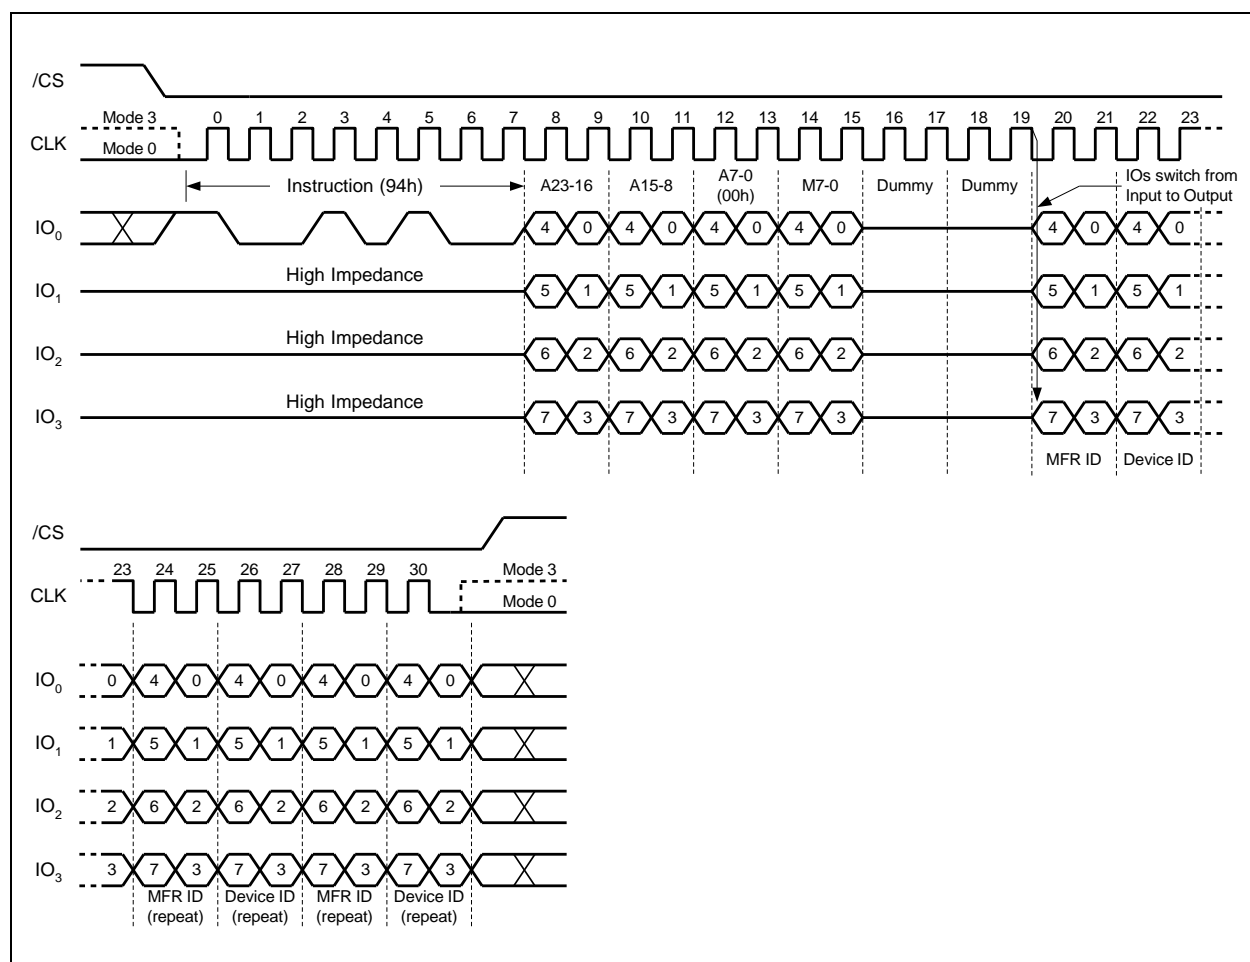 /CS
Mode 3 0 1 2 3 4 5 6 7 8 9 10 11 12 13 14 15 16 17 18 19 20 21 22 23
CLK Mode 0
Instruction (94h) A23-16 A15-8 A7-0 (00h) M7-0 Dummy Dummy IOs switch from Input to Output
IO0 4 0 4 0 4 0 4 0 4 0 4 0
High Impedance
IO1 5 1 5 1 5 1 5 1 5 1 5 1
High Impedance
IO2 6 2 6 2 6 2 6 2 6 2 6 2
High Impedance
IO3 7 3 7 3 7 3 7 3 7 3 7 3
MFR ID Device ID
/CS
23 24 25 26 27 28 29 30 Mode 3
CLK Mode 0
IO0 0 4 0 4 0 4 0 4 0
IO1 1 5 1 5 1 5 1 5 1
IO2 2 6 2 6 2 6 2 6 2
IO3 3 7 3 7 3 7 3 7 3
MFR ID Device ID MFR ID Device ID
(repeat) (repeat) (repeat) (repeat)